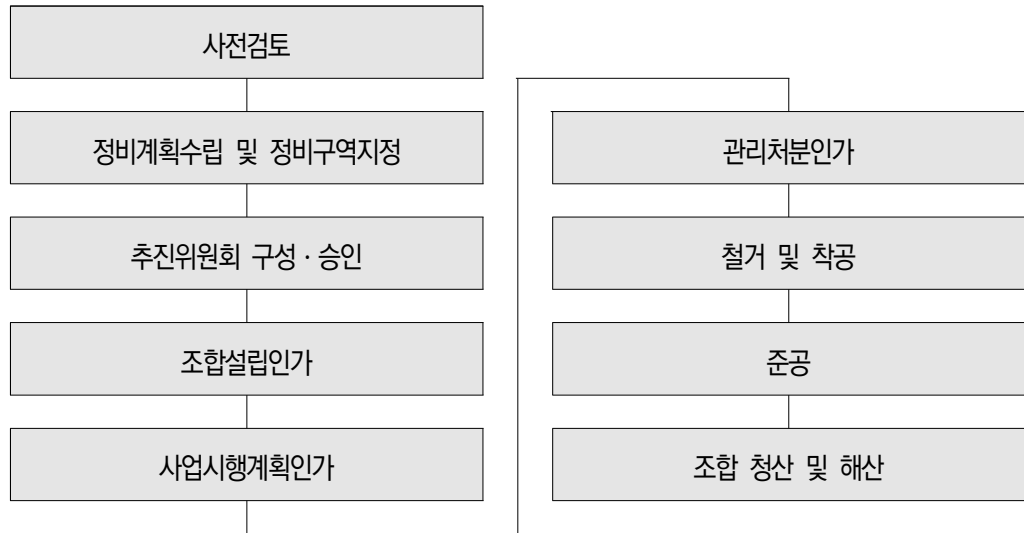 사전검토
정비계획수립 및 정비구역지정
추진위원회 구성·승인
조합설립인가
사업시행계획인가
관리처분인가
철거 및 착공
준공
조합 청산 및 해산